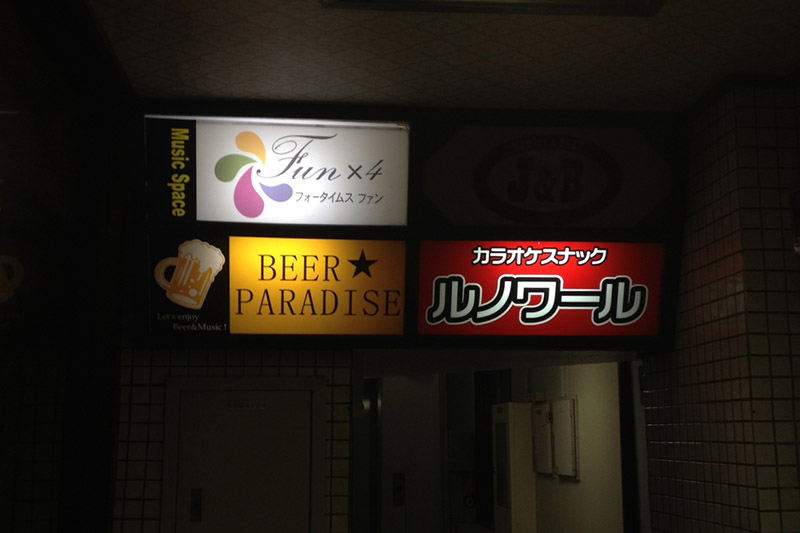 Music Space
Fun×4
フォータイムス ファン
J&B
BEER★
PARADISE
Let's enjoy
Beer&Music!
カラオケスナック
ルノワール